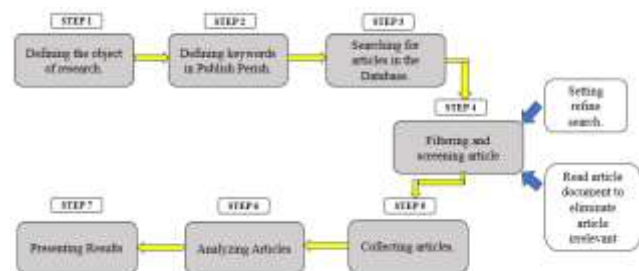 STEP 1
Defining the object
of research.
STEP 2
Defining keywords
in Publish Perish.
STEP 3
Searching for
articles in the
Database.
STEP 4
Filtering and
screening article
Setting
refine
search.
Read article
document to
eliminate
article
irrelevant
STEP 5
Collecting articles
STEP 6
Analyzing Articles
STEP 7
Presenting Results